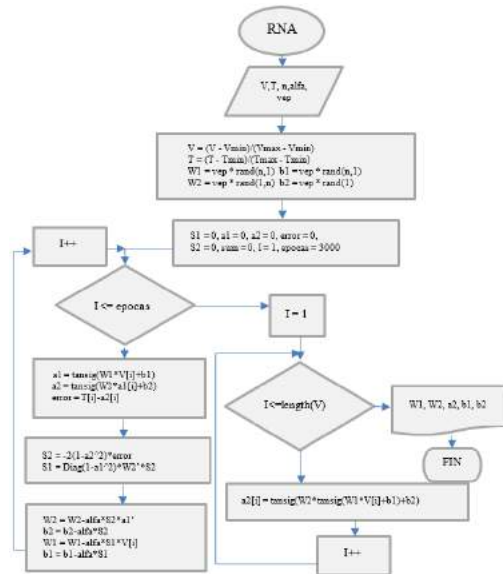 RNA
V,T, n,alfa,
vep
V = (V - Vmin)/(Vmax - Vmin)
T = (T - Tmin)/(Tmax - Tmin)
W1 = vep * rand(n,1) b1 = vep * rand(n,1)
W2 = vep * rand(1,n) b2 = vep * rand(1)
S1 = 0, a1 = 0, a2 = 0, error = 0,
S2 = 0, sum = 0, I = 1, epocas = 3000
I++
I <= epocas
I = 1
a1 = tansig(W1*V[i]+b1)
a2 = tansig(W2*a1[i]+b2)
error = T[i]-a2[i]
I<=length(V)
W1, W2, a2, b1, b2
FIN
S2 = -2(1-a2^2)*error
S1 = Diag(1-a1^2)*W2'*S2
a2[i] = tansig(W2*tansig(W1*V[i]+b1)+b2)
W2 = W2-alfa*S2*a1'
b2 = b2-alfa*S2
W1 = W1-alfa*S1*V[i]
b1 = b1-alfa*S1
I++